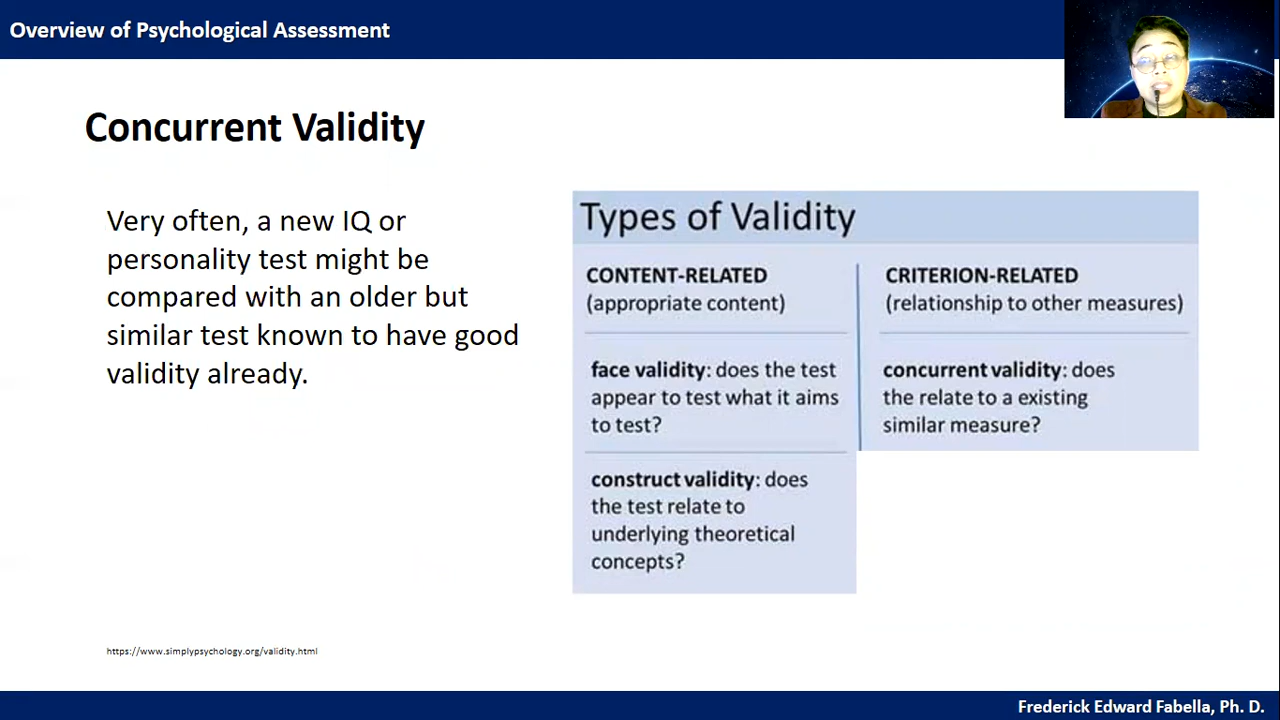 Overview of Psychological Assessment
Concurrent Validity
Very often, a new IQ or
personality test might be
compared with an older but
similar test known to have good
validity already.
Types of Validity
CONTENT-RELATED
(appropriate content)
face validity: does the test
appear to test what it aims
to test?
construct validity: does
the test relate to
underlying theoretical
concepts?
CRITERION-RELATED
(relationship to other measures)
concurrent validity: does
the relate to a existing
similar measure?
https://www.simplypsychology.org/validity.html
Frederick Edward Fabella, Ph. D.